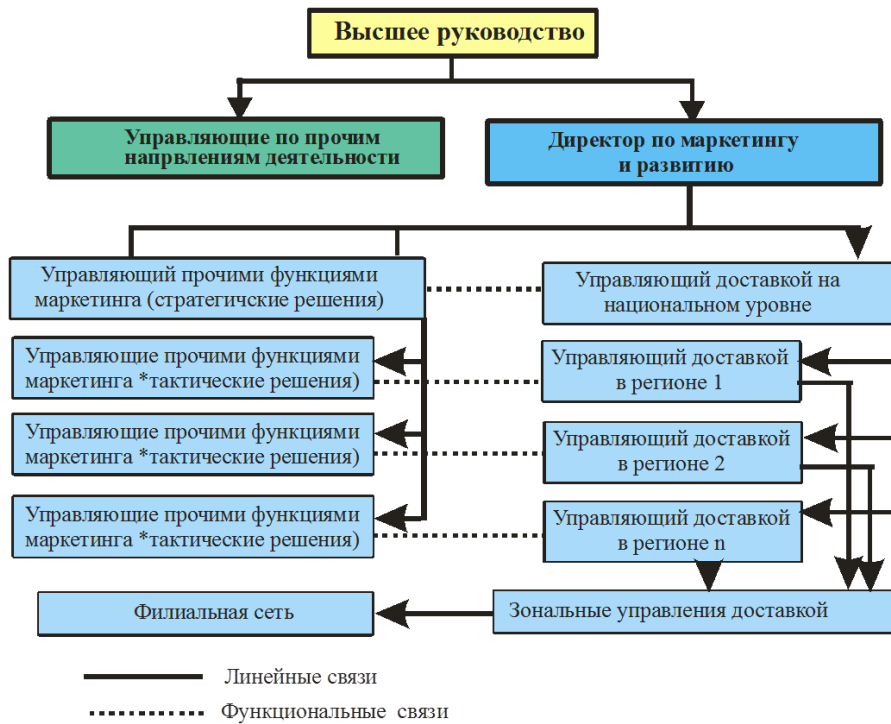 Высшее руководство
Управляющие по прочим
напрвлениям деятельности
Директор по маркетингу
и развитию
Управляющий прочими функциями
маркетинга (стратегичские решения)
Управляющий доставкой на
национальном уровне
Управляющие прочими функциями
маркетинга *тактические решения)
Управляющий доставкой
в регионе 1
Управляющие прочими функциями
маркетинга *тактические решения)
Управляющий доставкой
в регионе 2
Управляющие прочими функциями
маркетинга *тактические решения)
Управляющий доставкой
в регионе n
Филиальная сеть
Зональные управления доставкой
Линейные связи
Функциональные связи